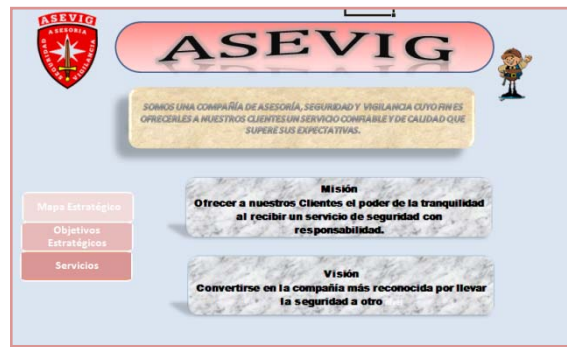 ASEVIG
ASESORIA
SEGURIDAD
VIGILANCIA
ASEVIG
SOMOS UNA COMPAÑÍA DE ASESORÍA, SEGURIDAD Y VIGILANCIA CUYO FIN ES
OFRECERLES A NUESTROS CLIENTES UN SERVICIO CONFIABLE Y DE CALIDAD QUE
SUPERE SUS EXPECTATIVAS.
Mapa Estratégico
Objetivos
Estratégicos
Servicios
Misión
Ofrecer a nuestros Clientes el poder de la tranquilidad
al recibir un servicio de seguridad con
responsabilidad.
Visión
Convertirse en la compañía más reconocida por llevar
la seguridad a otro